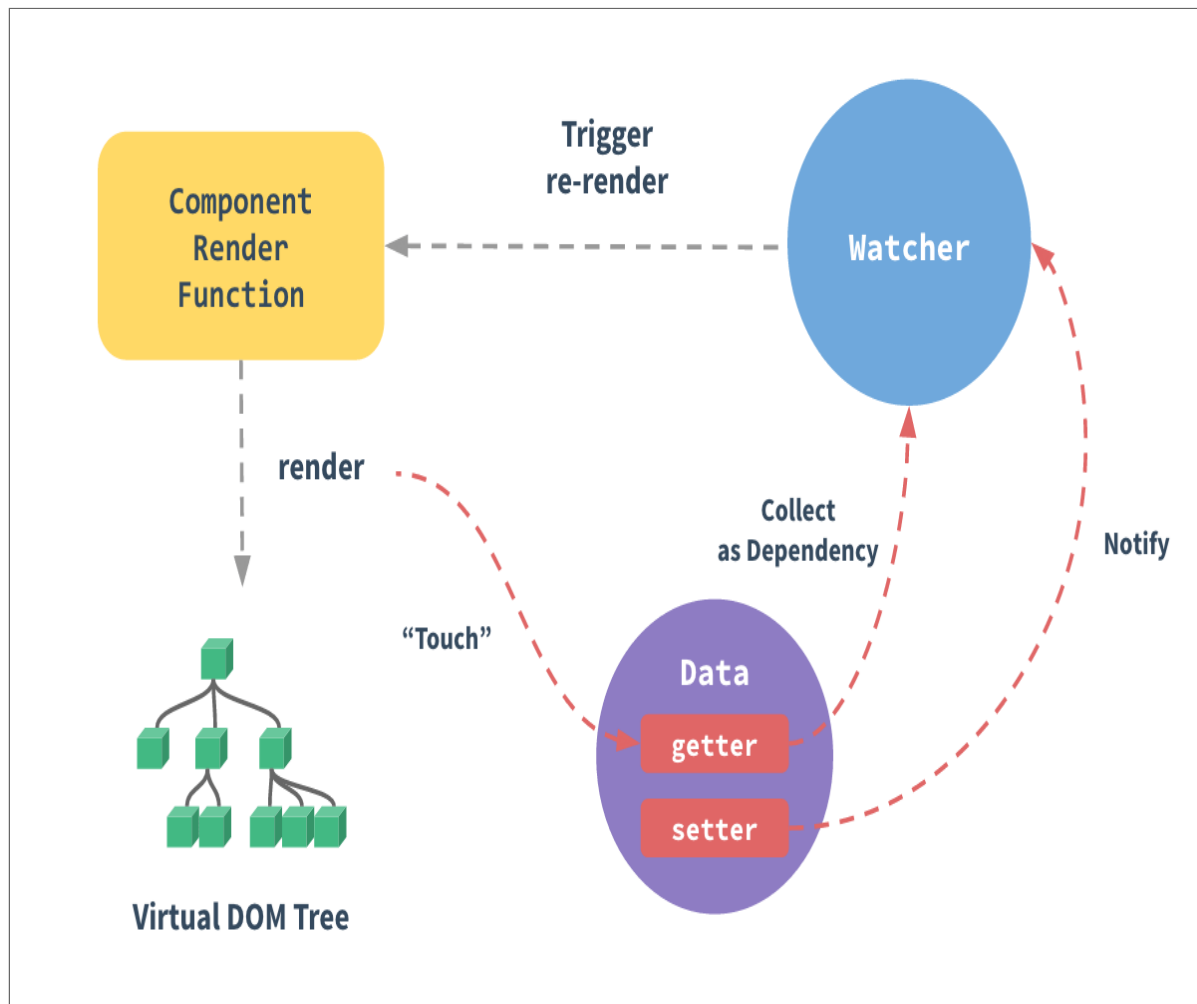 Trigger
re-render
Component
Render
Function
Watcher
render
Collect
as Dependency
Notify
“Touch”
Data
getter
setter
Virtual DOM Tree